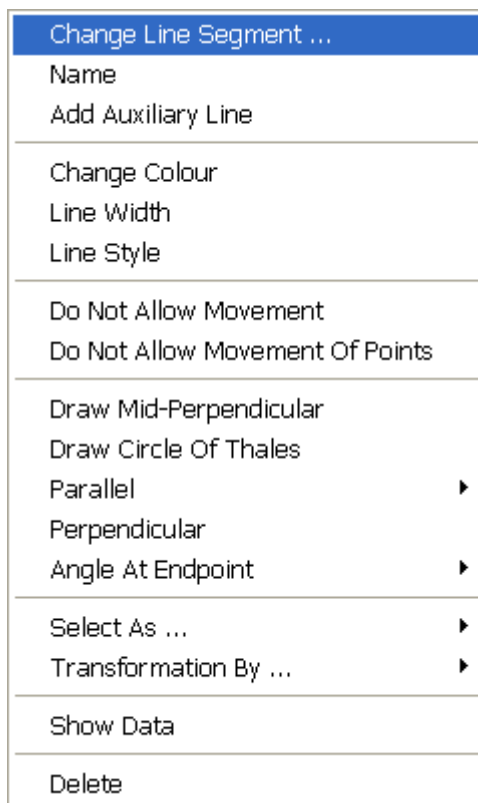 Change Line Segment ...
Name
Add Auxiliary Line
Change Colour
Line Width
Line Style
Do Not Allow Movement
Do Not Allow Movement Of Points
Draw Mid-Perpendicular
Draw Circle Of Thales
Parallel
Perpendicular
Angle At Endpoint
Select As ...
Transformation By ...
Show Data
Delete